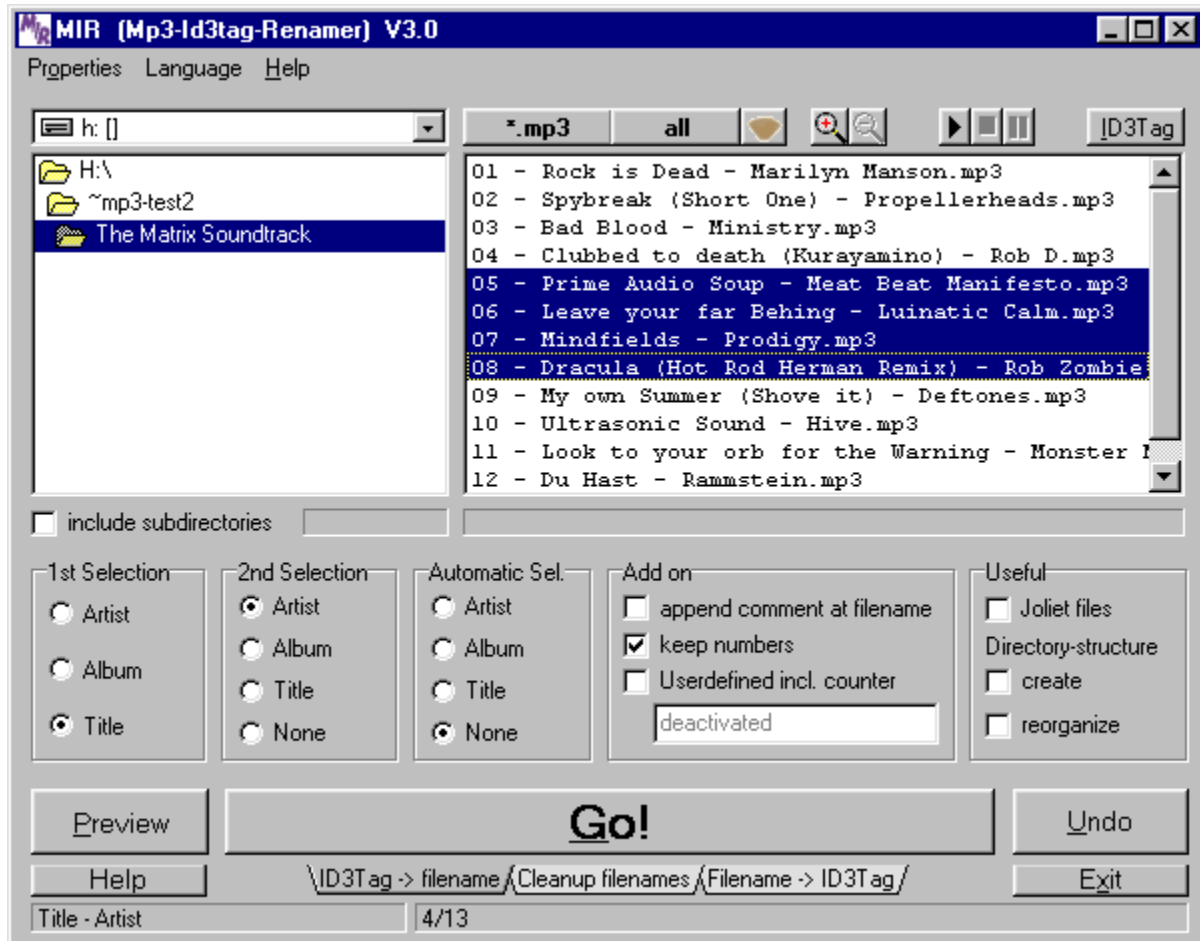 MIR MIR (Mp3-Id3tag-Renamer) V3.0
Properties Language Help
h: []
*.mp3 all ID3Tag
H:\
~mp3-test2
The Matrix Soundtrack
01 - Rock is Dead - Marilyn Manson.mp3
02 - Spybreak (Short One) - Propellerheads.mp3
03 - Bad Blood - Ministry.mp3
04 - Clubbed to death (Kurayamino) - Rob D.mp3
05 - Prime Audio Soup - Meat Beat Manifesto.mp3
06 - Leave your far Behing - Luinatic Calm.mp3
07 - Mindfields - Prodigy.mp3
08 - Dracula (Hot Rod Herman Remix) - Rob Zombie
09 - My own Summer (Shove it) - Deftones.mp3
10 - Ultrasonic Sound - Hive.mp3
11 - Look to your orb for the Warning - Monster M
12 - Du Hast - Rammstein.mp3
include subdirectories
1st Selection
Artist
Album
Title
2nd Selection
Artist
Album
Title
None
Automatic Sel.
Artist
Album
Title
None
Add on
append comment at filename
keep numbers
Userdefined incl. counter
deactivated
Useful
Joliet files
Directory-structure
create
reorganize
Preview Go! Undo
Help ID3Tag -> filename Cleanup filenames Filename -> ID3Tag Exit
Title - Artist 4/13